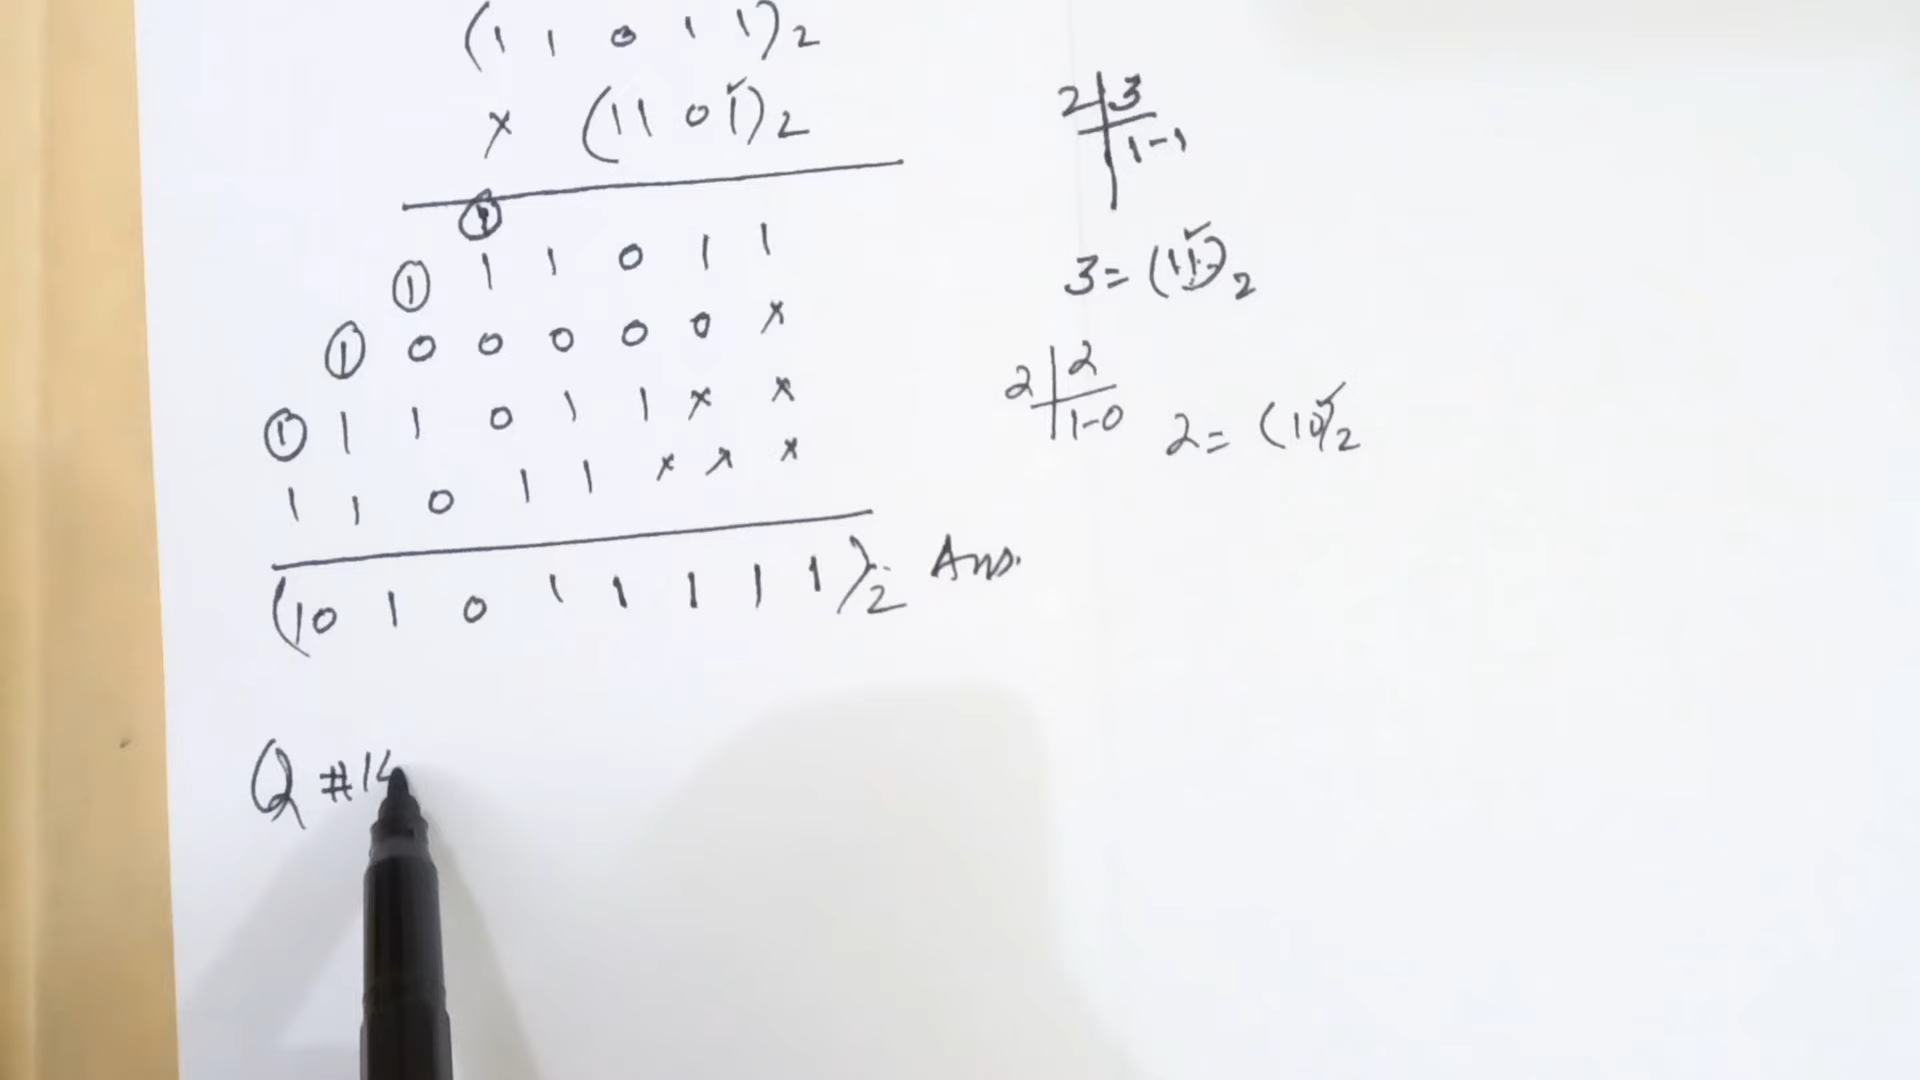 (1 1 0 1 1)2
× (1 1 0 1)2
1
1 1 1 0 1 1
1 0 0 0 0 0 ×
1 1 1 0 1 1 × ×
1 1 0 1 1 × × ×
(1 0 1 0 1 1 1 1 1)2 Ans.
2 3
1-1
3 = (11)2
2 2
1-0
2 = (10)2
Q #14